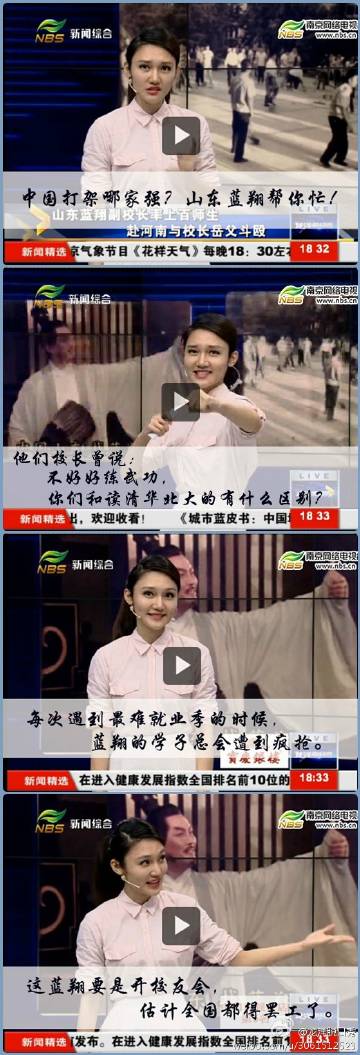 NBS 新闻综合
南京网络电视
www.nbs.cn
中国打架哪家强？山东蓝翔帮你忙！
LIVE
山东蓝翔副校长率上百师生
赴河南与校长岳父斗殴
新闻精选
京气象节目《花样天气》每晚18：30左右
18 32
NBS 新闻综合
南京网络电视
www.nbs.cn
他们校长曾说：
不好好练武功，
你们和读清华北大的有什么区别？
LIVE
新闻精选
出，欢迎收看！
《城市蓝皮书：中国城
18 33
NBS 新闻综合
南京网络电视
www.nbs.cn
每次遇到最难就业季的时候，
蓝翔的学子总会遭到疯抢。
新闻精选
在进入健康发展指数全国排名前10位的
18:33
NBS 新闻综合
南京网络电视
www.nbs.cn
这蓝翔要是开校友会，
估计全国都得罢工了。
新闻精选
发布。在进入健康发展指数全国排名前1
18:33